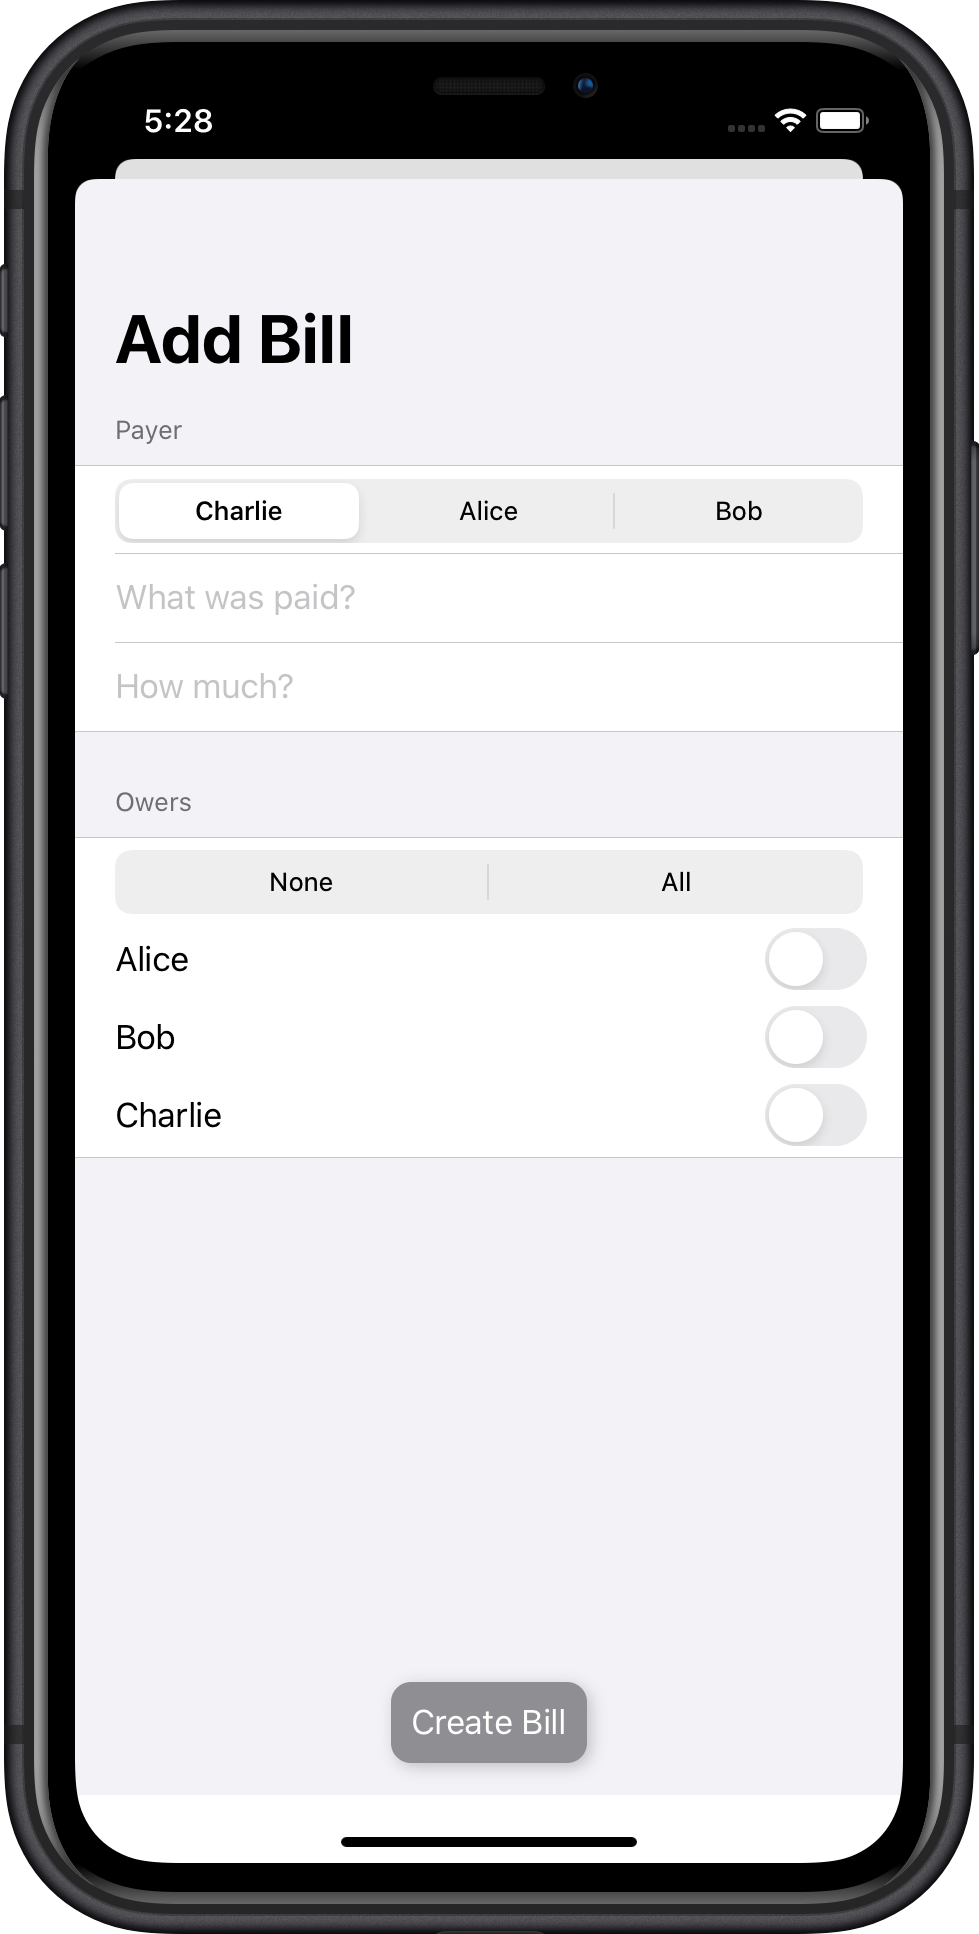 5:28
Add Bill
Payer
Charlie Alice Bob
What was paid?
How much?
Owers
None All
Alice
Bob
Charlie
Create Bill